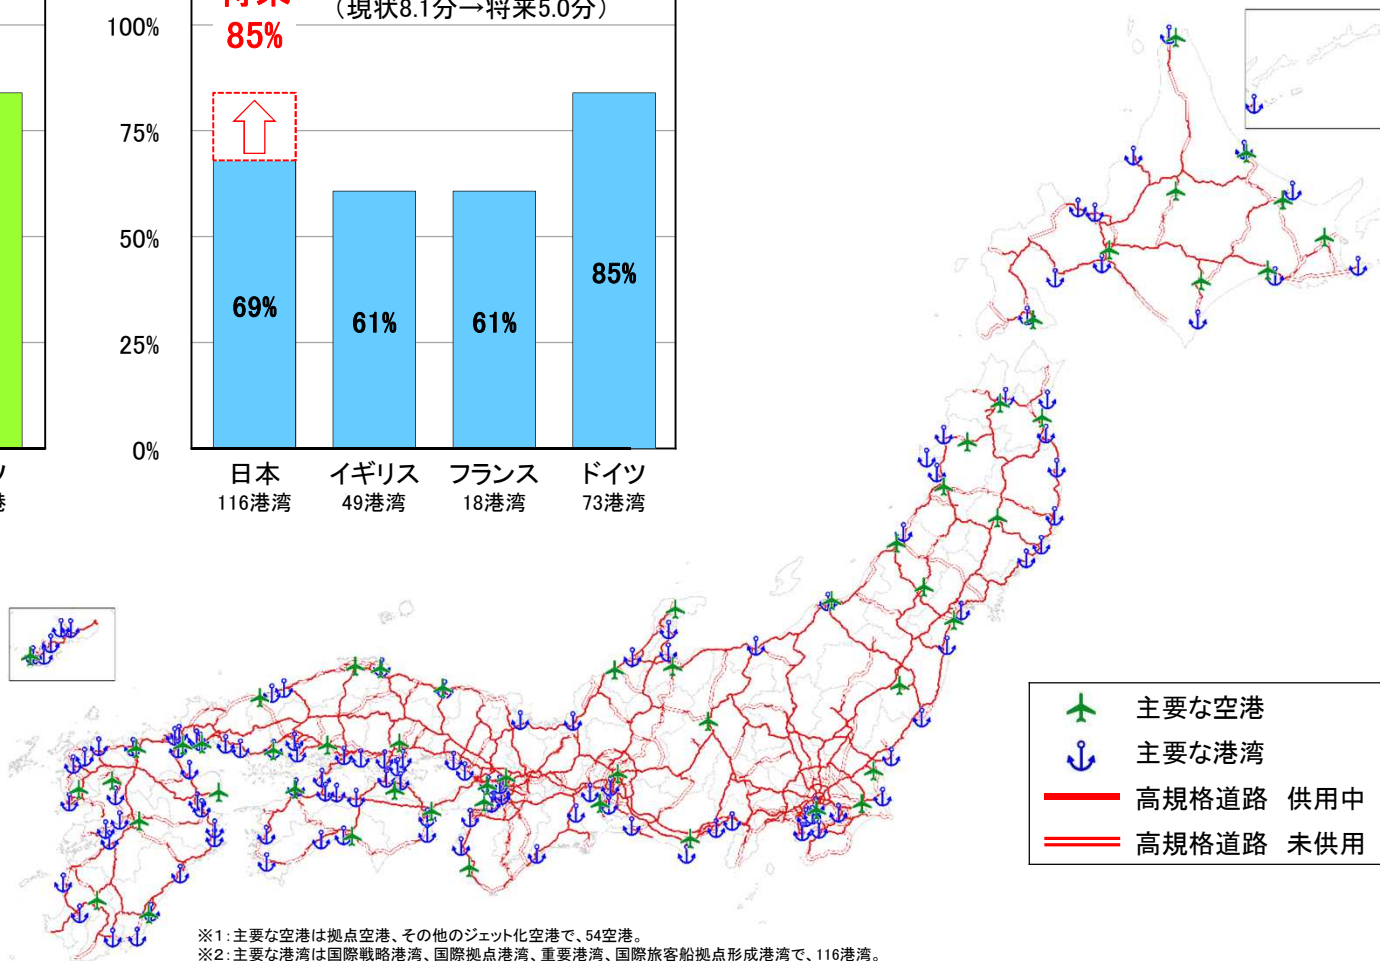 将来
85%
（現状8.1分→将来5.0分）
100%
75%
50%
25%
0%
69%
61%
61%
85%
日本
イギリス
フランス
ドイツ
116港湾
49港湾
18港湾
73港湾
主要な空港
主要な港湾
高規格道路 供用中
高規格道路 未供用
※1：主要な空港は拠点空港、その他のジェット化空港で、54空港。
※2：主要な港湾は国際戦略港湾、国際拠点港湾、重要港湾、国際旅客船拠点形成港湾で、116港湾。